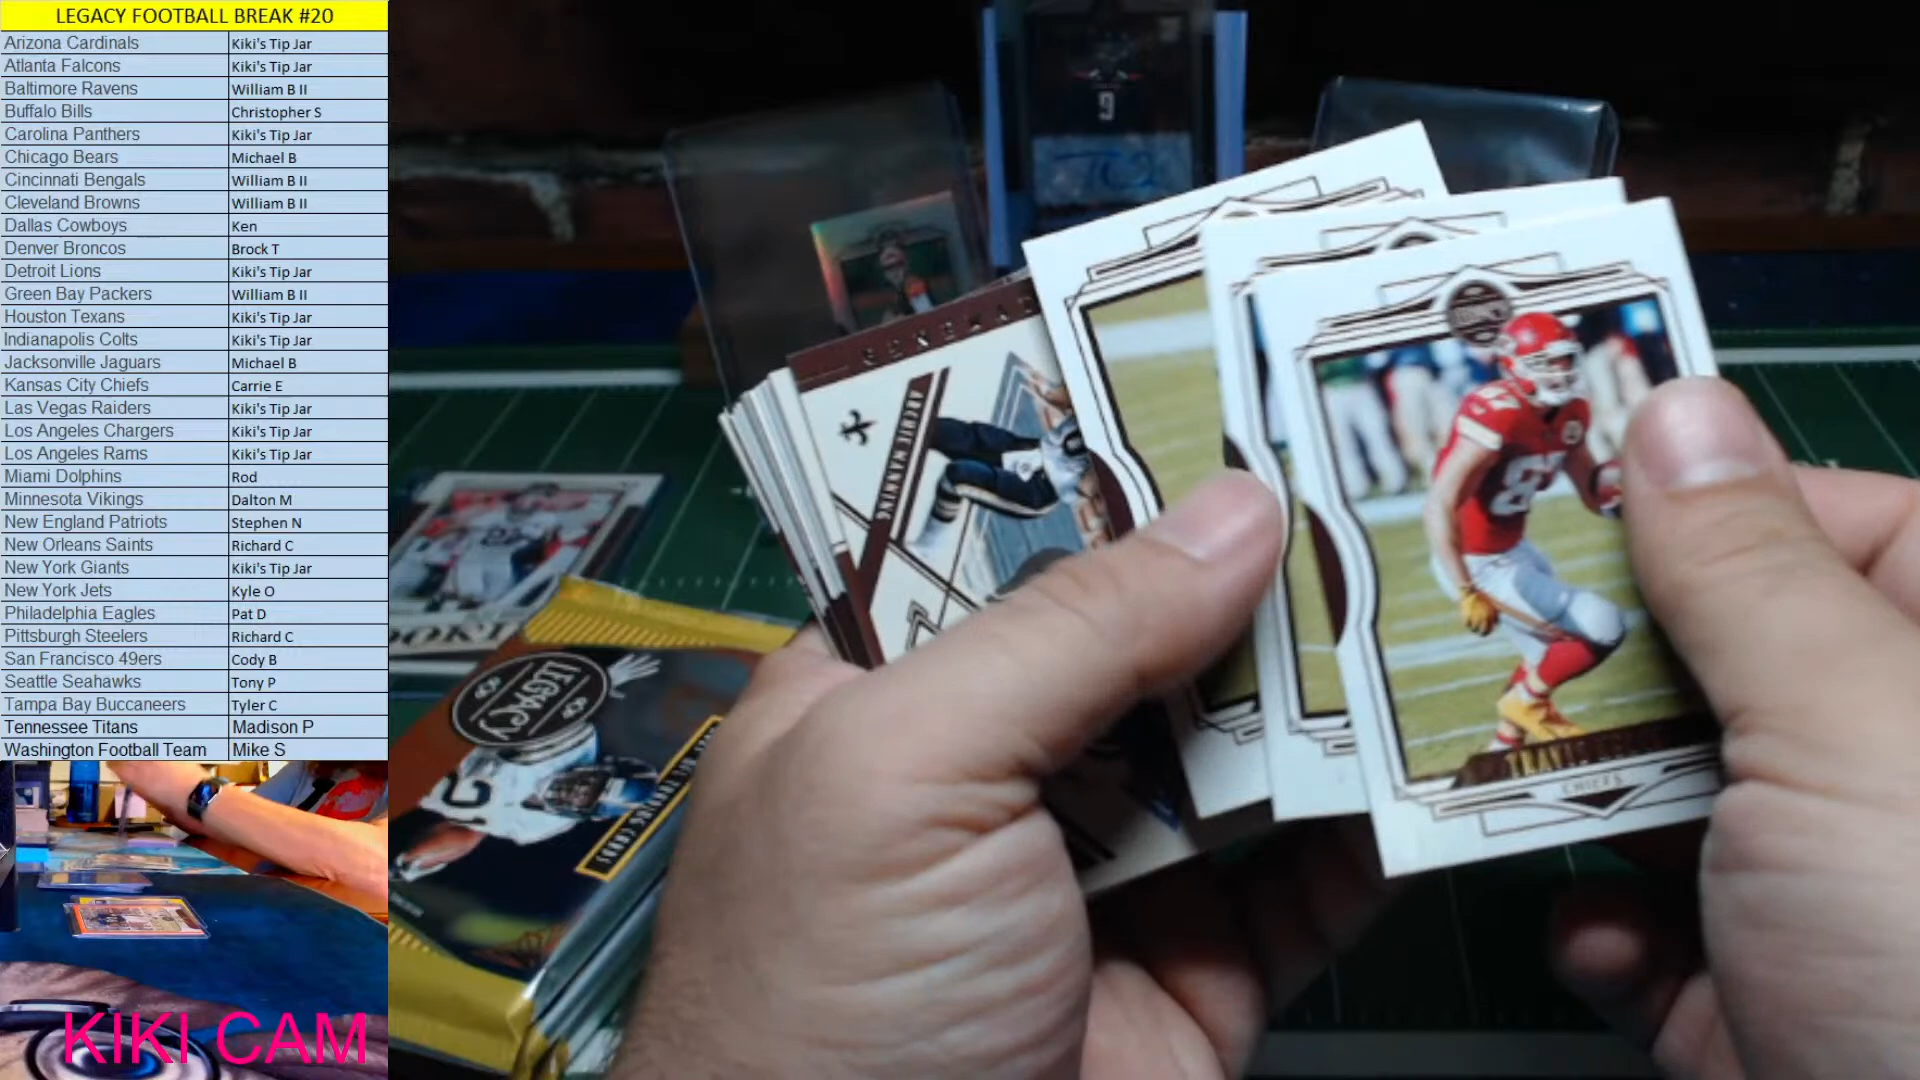 LEGACY FOOTBALL BREAK #20
Arizona Cardinals Kiki's Tip Jar
Atlanta Falcons Kiki's Tip Jar
Baltimore Ravens William B II
Buffalo Bills Christopher S
Carolina Panthers Kiki's Tip Jar
Chicago Bears Michael B
Cincinnati Bengals William B II
Cleveland Browns William B II
Dallas Cowboys Ken
Denver Broncos Brock T
Detroit Lions Kiki's Tip Jar
Green Bay Packers William B II
Houston Texans Kiki's Tip Jar
Indianapolis Colts Kiki's Tip Jar
Jacksonville Jaguars Michael B
Kansas City Chiefs Carrie E
Las Vegas Raiders Kiki's Tip Jar
Los Angeles Chargers Kiki's Tip Jar
Los Angeles Rams Kiki's Tip Jar
Miami Dolphins Rod
Minnesota Vikings Dalton M
New England Patriots Stephen N
New Orleans Saints Richard C
New York Giants Kiki's Tip Jar
New York Jets Kyle O
Philadelphia Eagles Pat D
Pittsburgh Steelers Richard C
San Francisco 49ers Cody B
Seattle Seahawks Tony P
Tampa Bay Buccaneers Tyler C
Tennessee Titans Madison P
Washington Football Team Mike S
KIKI CAM
9
ARCHIE MANNING
LEGACY
87
CHIEFS